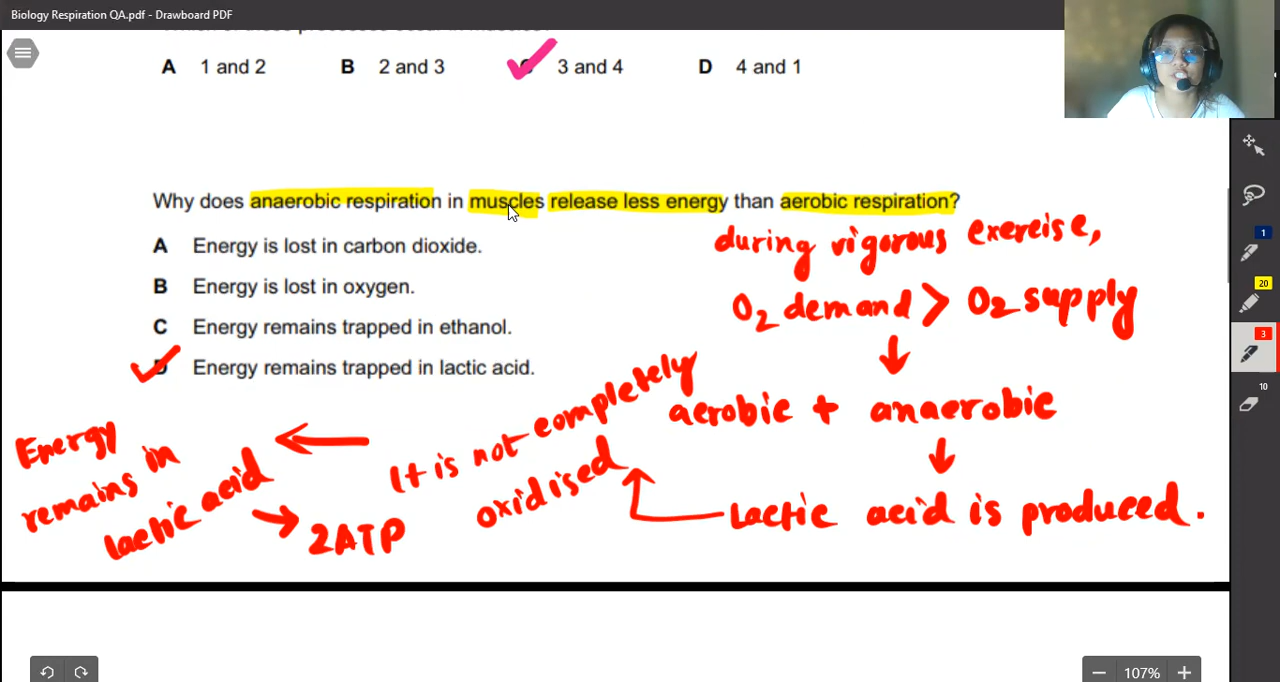 Biology Respiration QA.pdf - Drawboard PDF
A 1 and 2 B 2 and 3 3 and 4 D 4 and 1
Why does anaerobic respiration in muscles release less energy than aerobic respiration?
A Energy is lost in carbon dioxide.
B Energy is lost in oxygen.
C Energy remains trapped in ethanol.
D Energy remains trapped in lactic acid.
during vigorous exercise,
O2 demand > O2 supply
aerobic + anaerobic
Lactic acid is produced.
It is not completely
oxidised
Energy
remains in
lactic acid
2ATP
1
20
3
10
107%